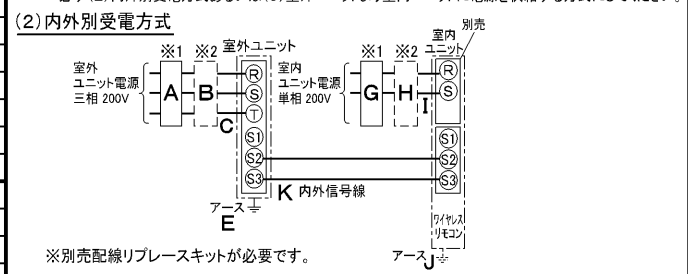 (2)内外別受電方式
※1 ※2 室外ユニット
※1 ※2 室内ユニット 別売
室外
ユニット電源
三相 200V
A B C
R
S
T
S1
S2
S3
アース
E
室内
ユニット電源
単相 200V
G H I
R
S
S1
S2
S3
K 内外信号線
ワイヤレス
リモコン
アース J
※別売配線リプレースキットが必要です。